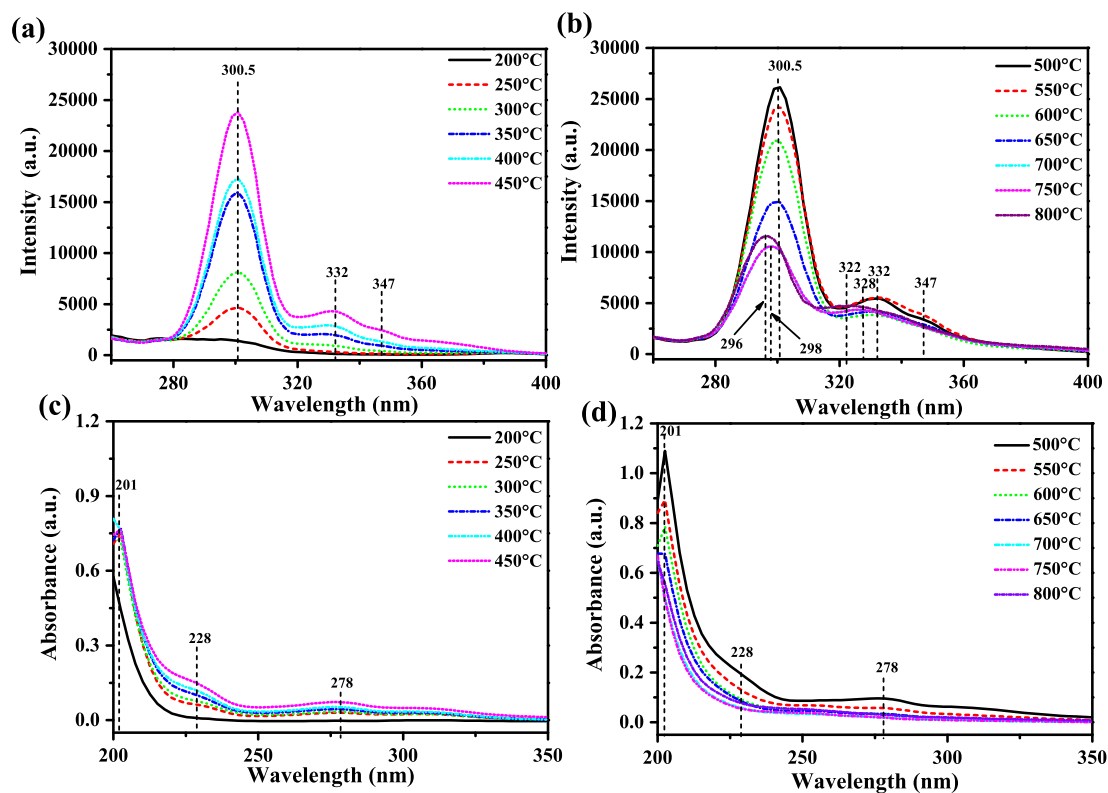 (a)
30000
25000
20000
15000
10000
5000
0
280
320
360
400
Intensity (a.u.)
Wavelength (nm)
300.5
332
347
200°C
250°C
300°C
350°C
400°C
450°C
(b)
30000
25000
20000
15000
10000
5000
0
280
320
360
400
Intensity (a.u.)
Wavelength (nm)
300.5
322
328
332
347
296
298
500°C
550°C
600°C
650°C
700°C
750°C
800°C
(c)
1.2
0.9
0.6
0.3
0.0
200
250
300
350
Absorbance (a.u.)
Wavelength (nm)
201
228
278
200°C
250°C
300°C
350°C
400°C
450°C
(d)
1.2
1.0
0.8
0.6
0.4
0.2
0.0
200
250
300
350
Absorbance (a.u.)
Wavelength (nm)
201
228
278
500°C
550°C
600°C
650°C
700°C
750°C
800°C